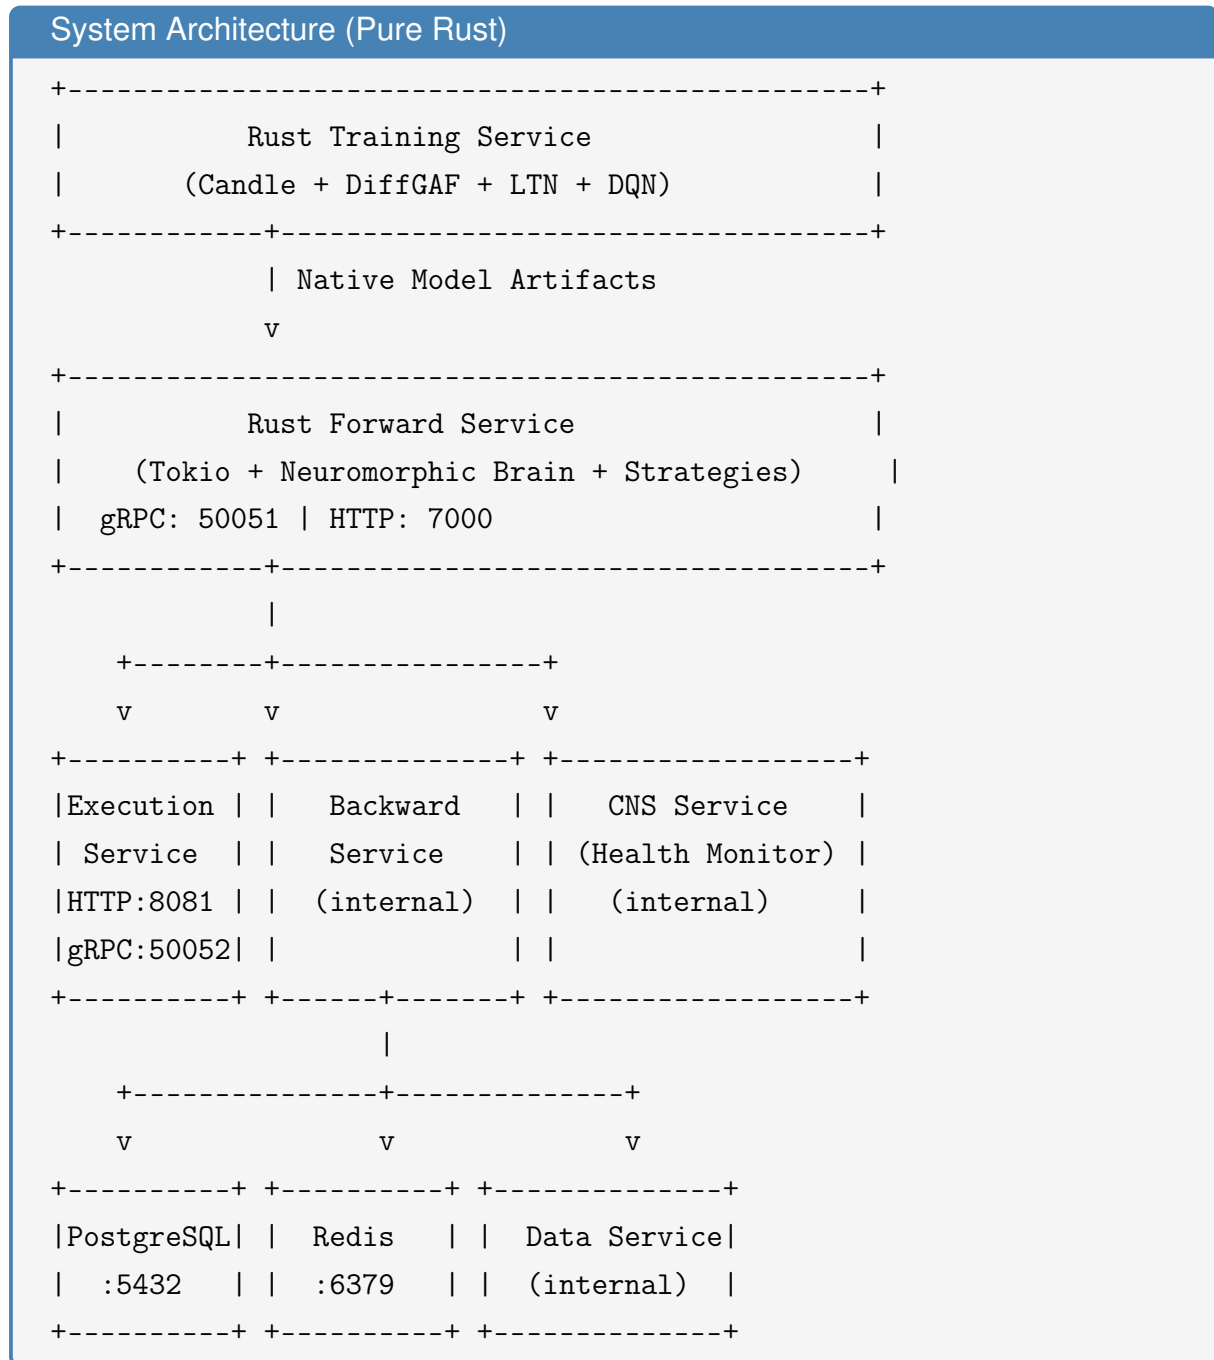 System Architecture (Pure Rust)
+-------------------------------------------------+
|           Rust Training Service                 |
|       (Candle + DiffGAF + LTN + DQN)            |
+------------+------------------------------------+
             | Native Model Artifacts
             v
+-------------------------------------------------+
|           Rust Forward Service                  |
|    (Tokio + Neuromorphic Brain + Strategies)     |
|  gRPC: 50051 | HTTP: 7000                       |
+------------+------------------------------------+
             |
    +--------+----------------+
    v        v                v
+----------+ +--------------+ +------------------+
|Execution | |   Backward   | |   CNS Service    |
| Service  | |   Service    | | (Health Monitor) |
|HTTP:8081 | |  (internal)  | |   (internal)     |
|gRPC:50052| |              | |                  |
+----------+ +------+-------+ +------------------+
                    |
    +---------------+--------------+
    v               v              v
+----------+ +----------+ +--------------+
|PostgreSQL| |  Redis   | |  Data Service|
|  :5432   | |  :6379   | |  (internal)  |
+----------+ +----------+ +--------------+